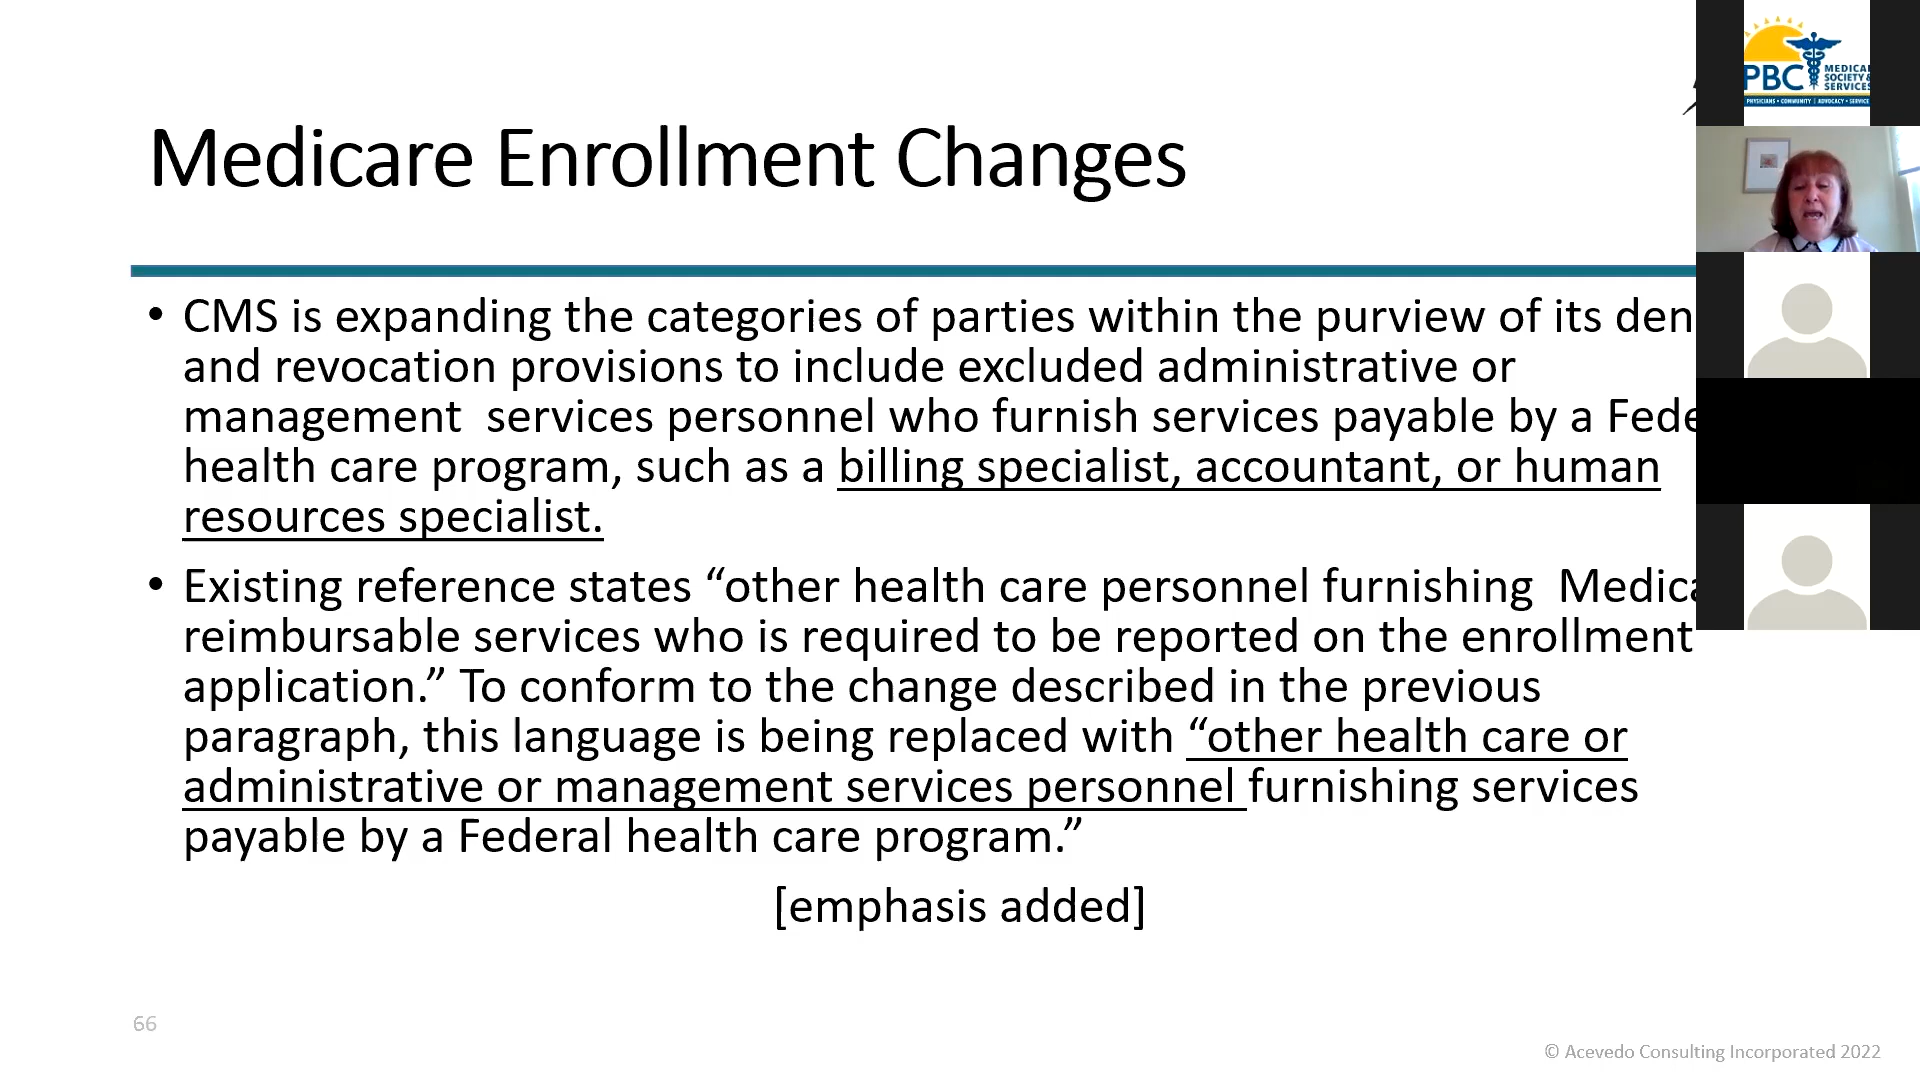 Medicare Enrollment Changes
• CMS is expanding the categories of parties within the purview of its
and revocation provisions to include excluded administrative or
management services personnel who furnish services payable by a
health care program, such as a billing specialist, accountant, or human
resources specialist.
• Existing reference states “other health care personnel furnishing
reimbursable services who is required to be reported on the enrollment
application.” To conform to the change described in the previous
paragraph, this language is being replaced with “other health care or
administrative or management services personnel furnishing services
payable by a Federal health care program.”
[emphasis added]
66
© Acevedo Consulting Incorporated 2022
PBC
MEDICAL
SOCIETY &
SERVICES
PHYSICIANS • COMMUNITY | ADVOCACY • SERVICE